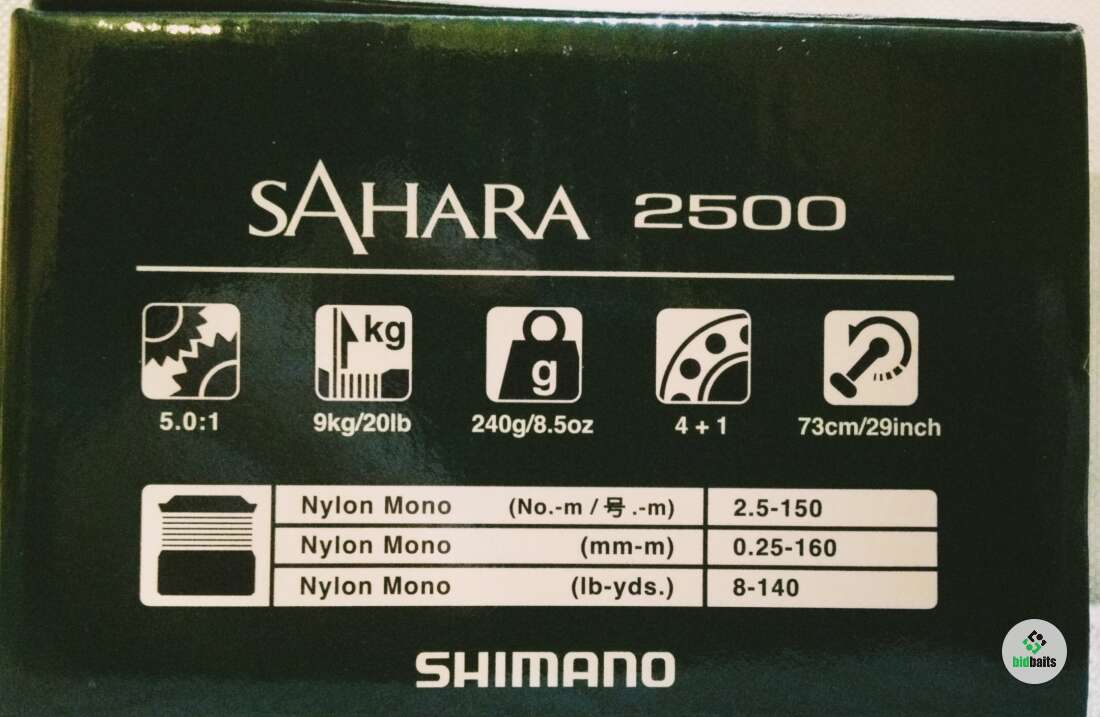 SAHARA 2500
kg
g
5.0:1
9kg/20lb
240g/8.5oz
4 + 1
73cm/29inch
Nylon Mono (No.-m / 号.-m) 2.5-150
Nylon Mono (mm-m) 0.25-160
Nylon Mono (lb-yds.) 8-140
SHIMANO
bidbaits